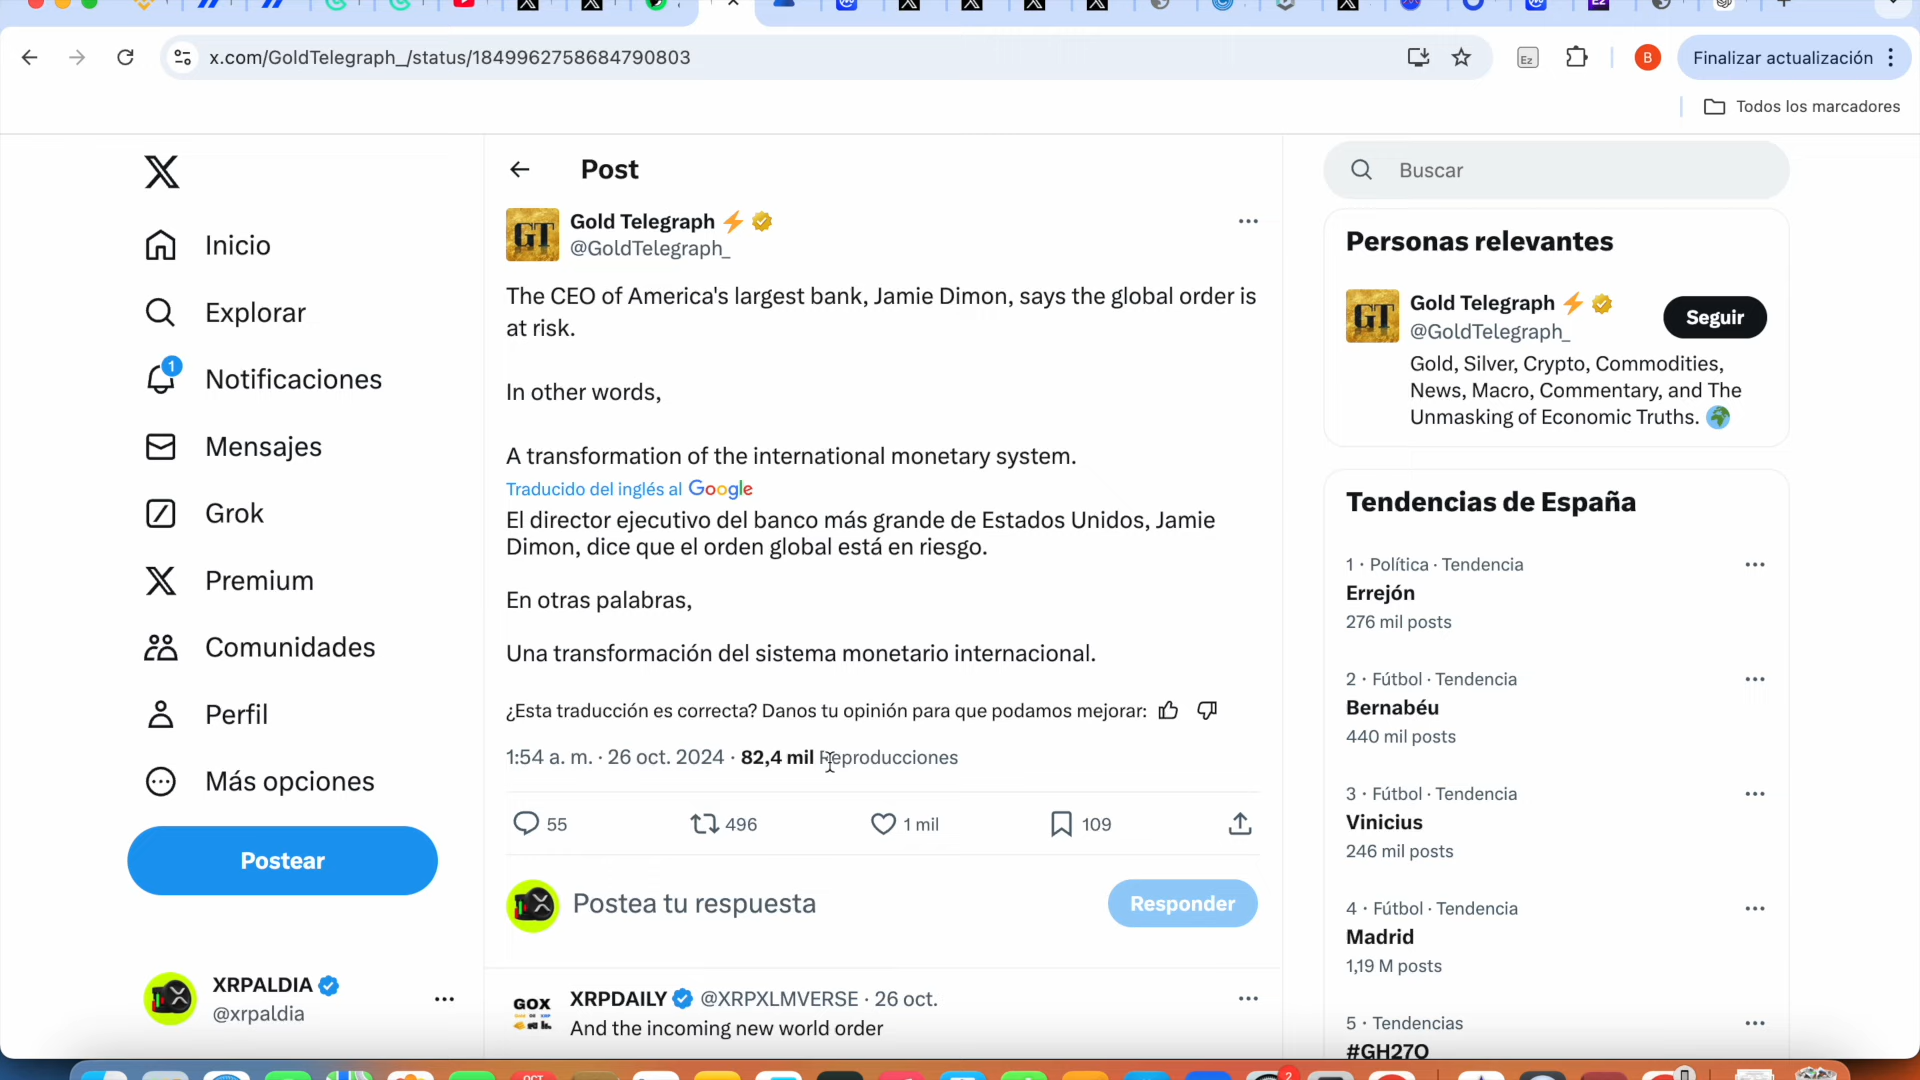 x.com/GoldTelegraph_/status/1849962758684790803
Ez
B
Finalizar actualización
Todos los marcadores
Post
Buscar
Inicio
Explorar
1
Notificaciones
Mensajes
Grok
Premium
Comunidades
Perfil
Más opciones
Postear
XRPALDIA
@xrpaldia
GT
Gold Telegraph
@GoldTelegraph_
The CEO of America's largest bank, Jamie Dimon, says the global order is
at risk.
In other words,
A transformation of the international monetary system.
Traducido del inglés al Google
El director ejecutivo del banco más grande de Estados Unidos, Jamie
Dimon, dice que el orden global está en riesgo.
En otras palabras,
Una transformación del sistema monetario internacional.
¿Esta traducción es correcta? Danos tu opinión para que podamos mejorar:
1:54 a. m. · 26 oct. 2024 · 82,4 mil Reproducciones
55
496
1 mil
109
Postea tu respuesta
Responder
GOX
XRPDAILY @XRPXLMVERSE · 26 oct.
And the incoming new world order
Personas relevantes
GT
Gold Telegraph
@GoldTelegraph_
Seguir
Gold, Silver, Crypto, Commodities,
News, Macro, Commentary, and The
Unmasking of Economic Truths.
Tendencias de España
1 · Política · Tendencia
Errejón
276 mil posts
2 · Fútbol · Tendencia
Bernabéu
440 mil posts
3 · Fútbol · Tendencia
Vinicius
246 mil posts
4 · Fútbol · Tendencia
Madrid
1,19 M posts
5 · Tendencias
#GH27O
OCT
2